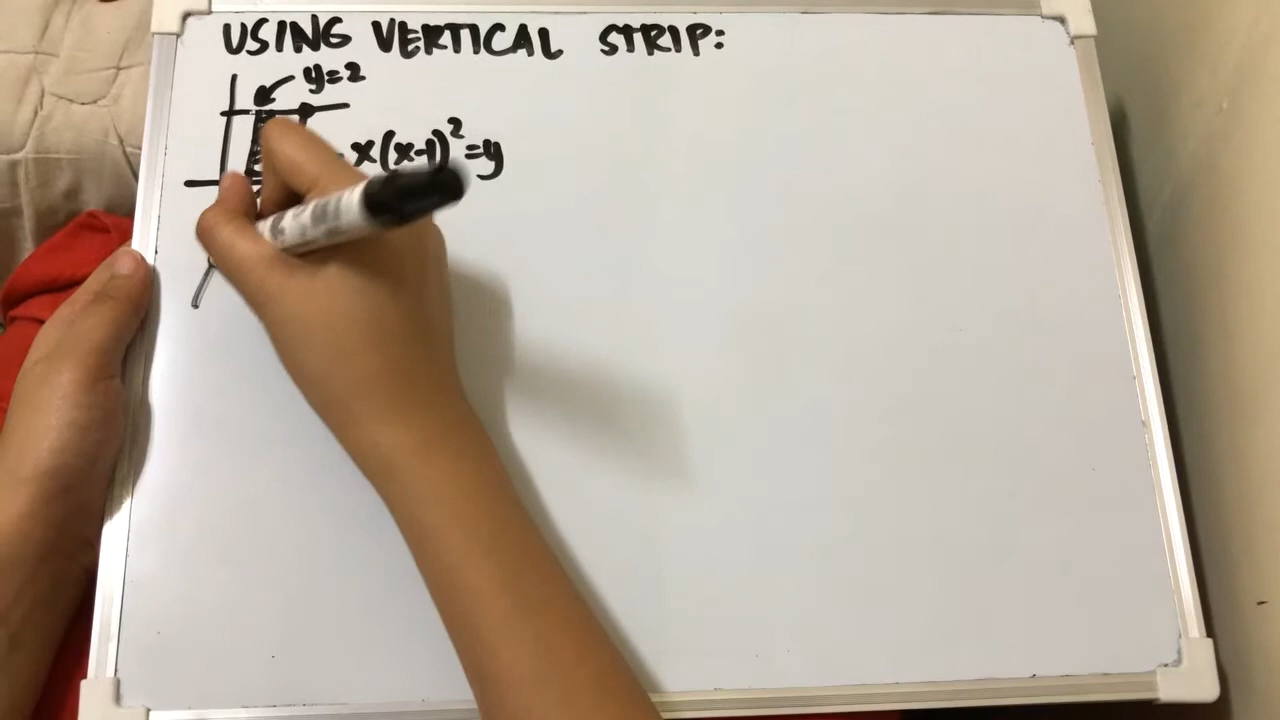 USING VERTICAL STRIP:
y=2
x(x-1)²=y